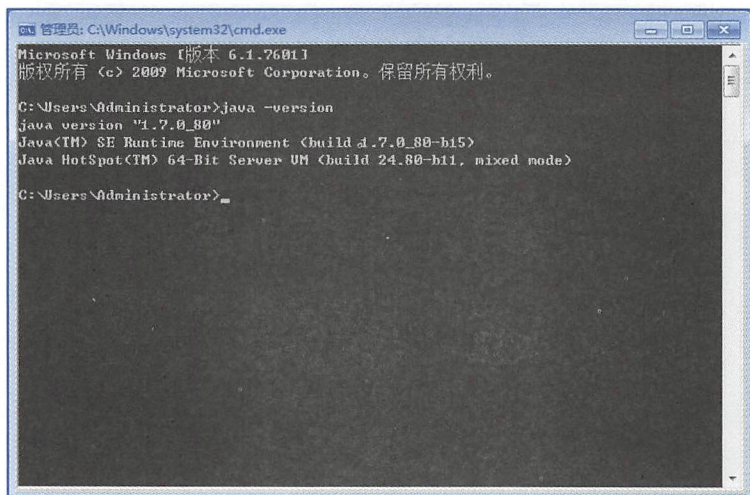 管理员: C:\Windows\system32\cmd.exe
Microsoft Windows [版本 6.1.7601]
版权所有 (c) 2009 Microsoft Corporation。保留所有权利。
C:\Users\Administrator>java -version
java version "1.7.0_80"
Java(TM) SE Runtime Environment (build 1.7.0_80-b15)
Java HotSpot(TM) 64-Bit Server VM (build 24.80-b11, mixed mode)
C:\Users\Administrator>_